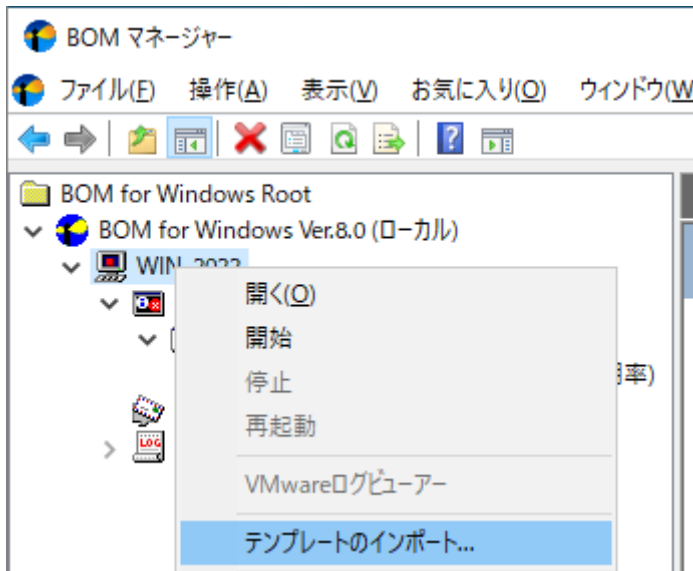 BOM マネージャー
ファイル(F) 操作(A) 表示(V) お気に入り(O) ウィンドウ(W
BOM for Windows Root
BOM for Windows Ver.8.0 (ローカル)
WIN-2022
開く(O)
開始
用率)
停止
再起動
LOG
VMwareログビューアー
テンプレートのインポート...